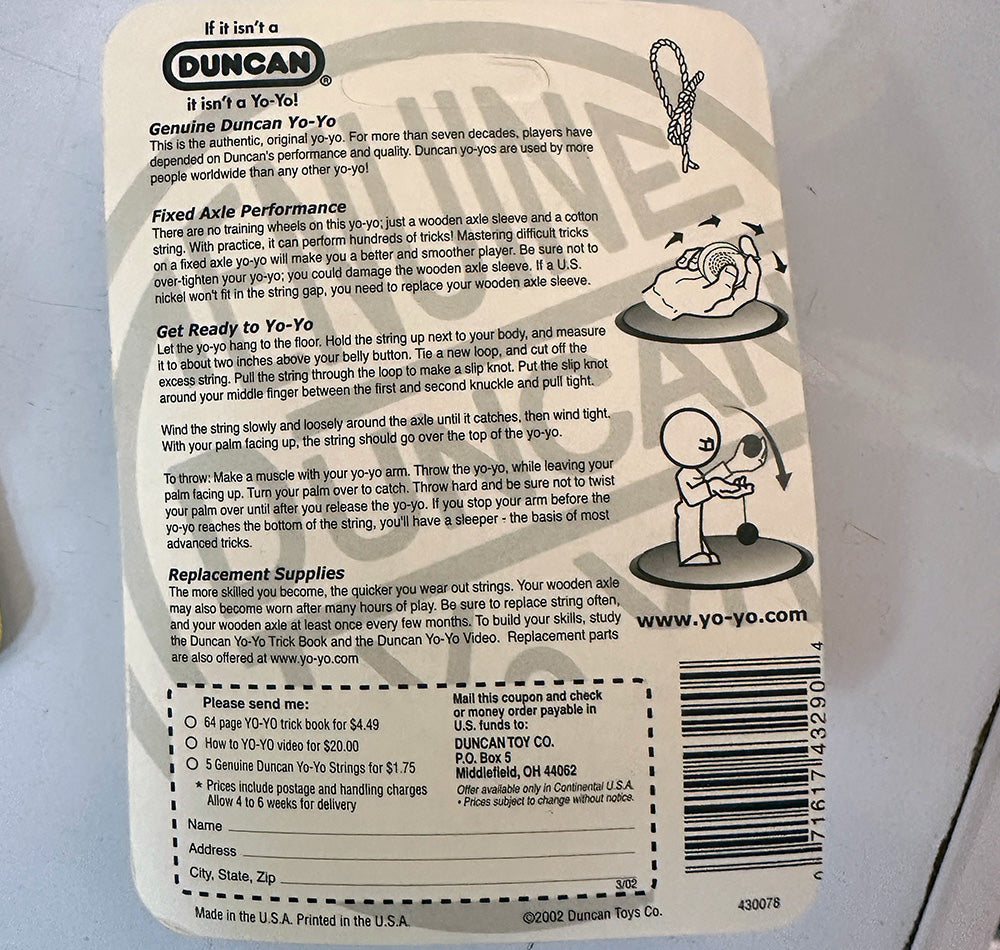 If it isn't a
DUNCAN®
it isn't a Yo-Yo!
Genuine Duncan Yo-Yo
This is the authentic, original yo-yo. For more than seven decades, players have
depended on Duncan's performance and quality. Duncan yo-yos are used by more
people worldwide than any other yo-yo!
Fixed Axle Performance
There are no training wheels on this yo-yo; just a wooden axle sleeve and a cotton
string. With practice, it can perform hundreds of tricks! Mastering difficult tricks
on a fixed axle yo-yo will make you a better and smoother player. Be sure not to
over-tighten your yo-yo; you could damage the wooden axle sleeve. If a U.S.
nickel won't fit in the string gap, you need to replace your wooden axle sleeve.
Get Ready to Yo-Yo
Let the yo-yo hang to the floor. Hold the string up next to your body, and measure
it to about two inches above your belly button. Tie a new loop, and cut off the
excess string. Pull the string through the loop to make a slip knot. Put the slip knot
around your middle finger between the first and second knuckle and pull tight.
Wind the string slowly and loosely around the axle until it catches, then wind tight.
With your palm facing up, the string should go over the top of the yo-yo.
To throw: Make a muscle with your yo-yo arm. Throw the yo-yo, while leaving your
palm facing up. Turn your palm over to catch. Throw hard and be sure not to twist
your palm over until after you release the yo-yo. If you stop your arm before the
yo-yo reaches the bottom of the string, you'll have a sleeper - the basis of most
advanced tricks.
Replacement Supplies
The more skilled you become, the quicker you wear out strings. Your wooden axle
may also become worn after many hours of play. Be sure to replace string often,
and your wooden axle at least once every few months. To build your skills, study
the Duncan Yo-Yo Trick Book and the Duncan Yo-Yo Video. Replacement parts
are also offered at www.yo-yo.com
www.yo-yo.com
Please send me:
O 64 page YO-YO trick book for $4.49
O How to YO-YO video for $20.00
O 5 Genuine Duncan Yo-Yo Strings for $1.75
* Prices include postage and handling charges
Allow 4 to 6 weeks for delivery
Mail this coupon and check
or money order payable in
U.S. funds to:
DUNCAN TOY CO.
P.O. Box 5
Middlefield, OH 44062
Offer available only in Continental U.S.A.
• Prices subject to change without notice.
Name
Address
City, State, Zip
3/02
0 71617 43290 4
Made in the U.S.A. Printed in the U.S.A.
©2002 Duncan Toys Co.
430078
GENUINE
DUNCAN
YO